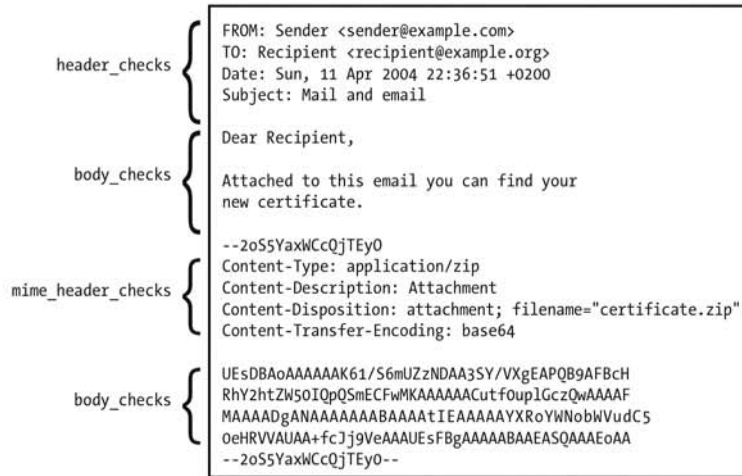 header_checks
FROM: Sender <sender@example.com>
TO: Recipient <recipient@example.org>
Date: Sun, 11 Apr 2004 22:36:51 +0200
Subject: Mail and email
body_checks
Dear Recipient,
Attached to this email you can find your
new certificate.
mime_header_checks
--2oS5YaxWCcQjTEyO
Content-Type: application/zip
Content-Description: Attachment
Content-Disposition: attachment; filename="certificate.zip"
Content-Transfer-Encoding: base64
body_checks
UEsDBAoAAAAAAK61/S6mUZzNDAA3SY/VXgEAPQB9AFBcH
RhY2htZW50IQpQSmECFwMKAAAAAACutfOuplGczQwAAAAF
MAAAADgANAAAAAAABAAAAtIEAAAAAYXRoYWNobWVudC5
0eHRVVAUAA+fcJj9VeAAAUEsFBgAAAAABAAEASQAAAEoAA
--2oS5YaxWCcQjTEyO--